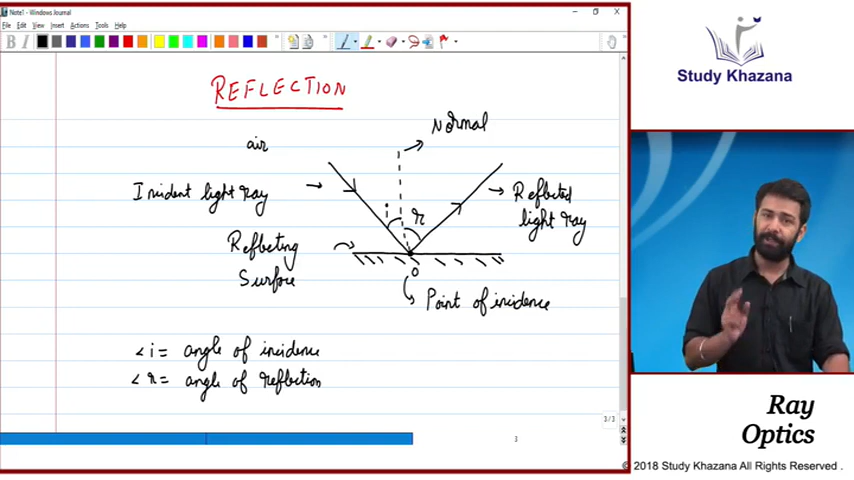 Note1 - Windows Journal
File Edit View Insert Actions Tools Help
B I
Study Khazana
REFLECTION
Normal
air
Incident light ray
i
r
Reflected
light ray
Reflecting
Surface
O
Point of incidence
∠i = angle of incidence
∠r = angle of reflection
3 / 3
3
Ray
Optics
© 2018 Study Khazana All Rights Reserved .